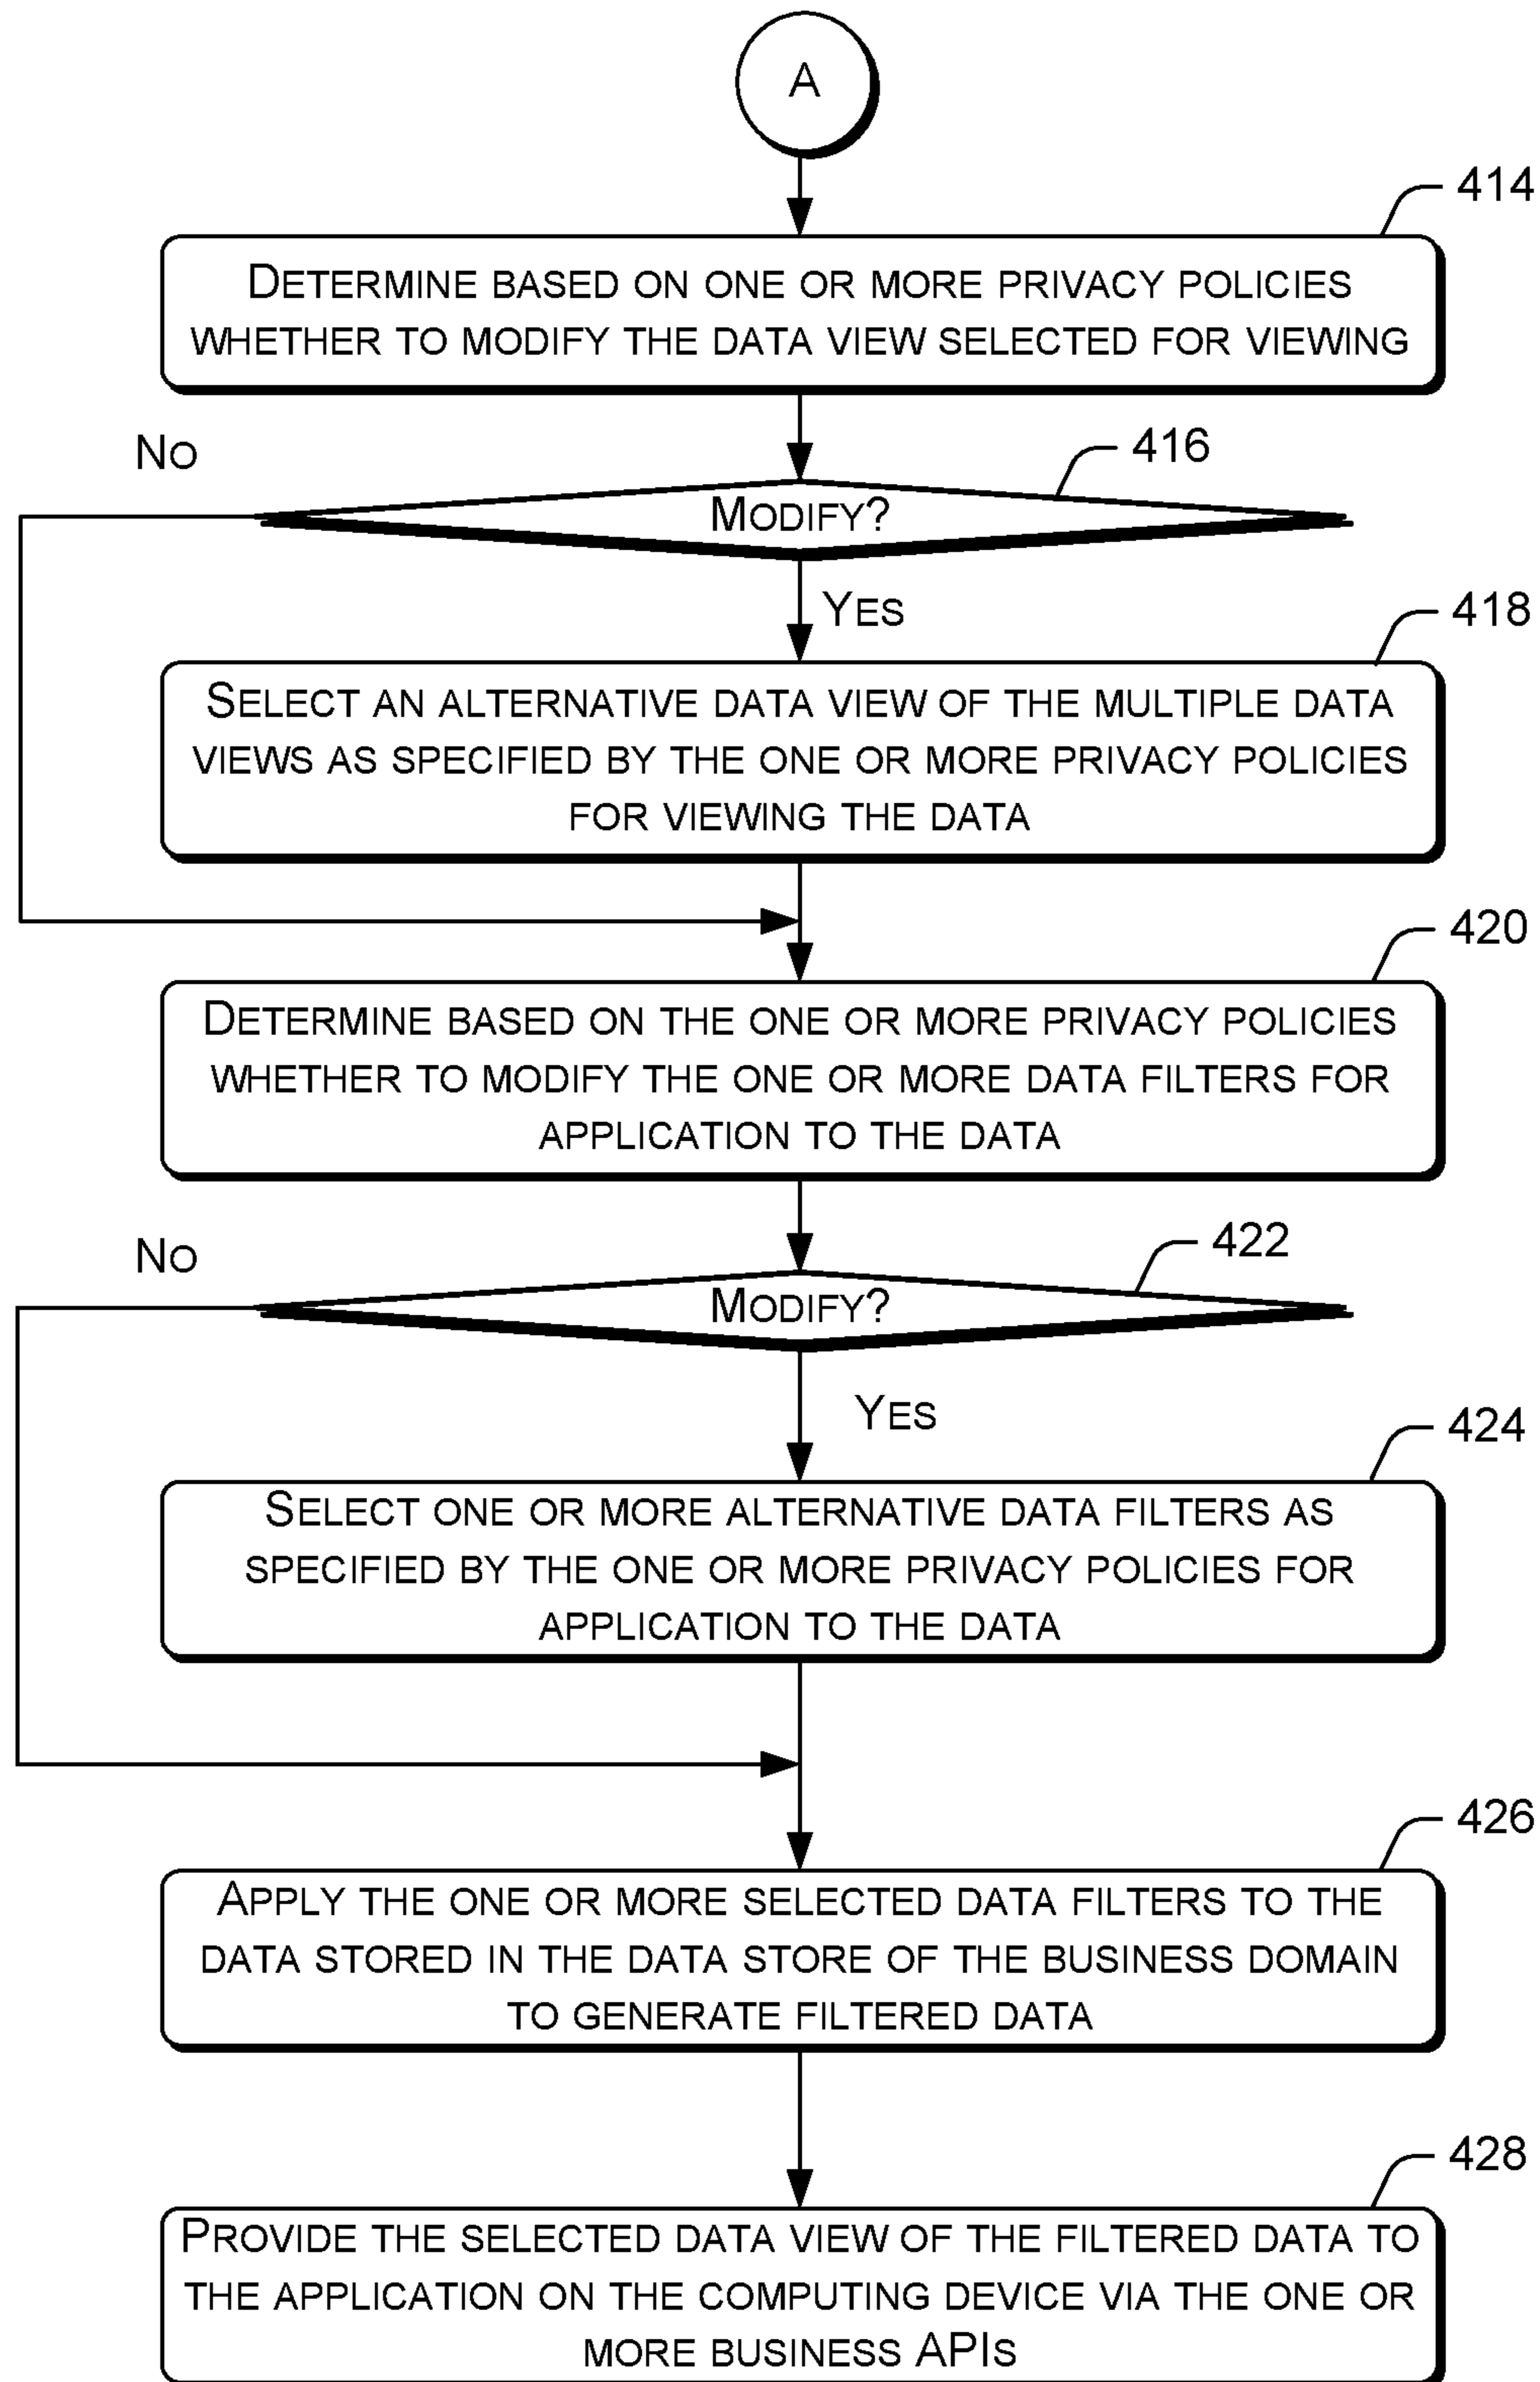 A
414
DETERMINE BASED ON ONE OR MORE PRIVACY POLICIES
WHETHER TO MODIFY THE DATA VIEW SELECTED FOR VIEWING
NO
416
MODIFY?
YES
418
SELECT AN ALTERNATIVE DATA VIEW OF THE MULTIPLE DATA
VIEWS AS SPECIFIED BY THE ONE OR MORE PRIVACY POLICIES
FOR VIEWING THE DATA
420
DETERMINE BASED ON THE ONE OR MORE PRIVACY POLICIES
WHETHER TO MODIFY THE ONE OR MORE DATA FILTERS FOR
APPLICATION TO THE DATA
NO
422
MODIFY?
YES
424
SELECT ONE OR MORE ALTERNATIVE DATA FILTERS AS
SPECIFIED BY THE ONE OR MORE PRIVACY POLICIES FOR
APPLICATION TO THE DATA
426
APPLY THE ONE OR MORE SELECTED DATA FILTERS TO THE
DATA STORED IN THE DATA STORE OF THE BUSINESS DOMAIN
TO GENERATE FILTERED DATA
428
PROVIDE THE SELECTED DATA VIEW OF THE FILTERED DATA TO
THE APPLICATION ON THE COMPUTING DEVICE VIA THE ONE OR
MORE BUSINESS APIS